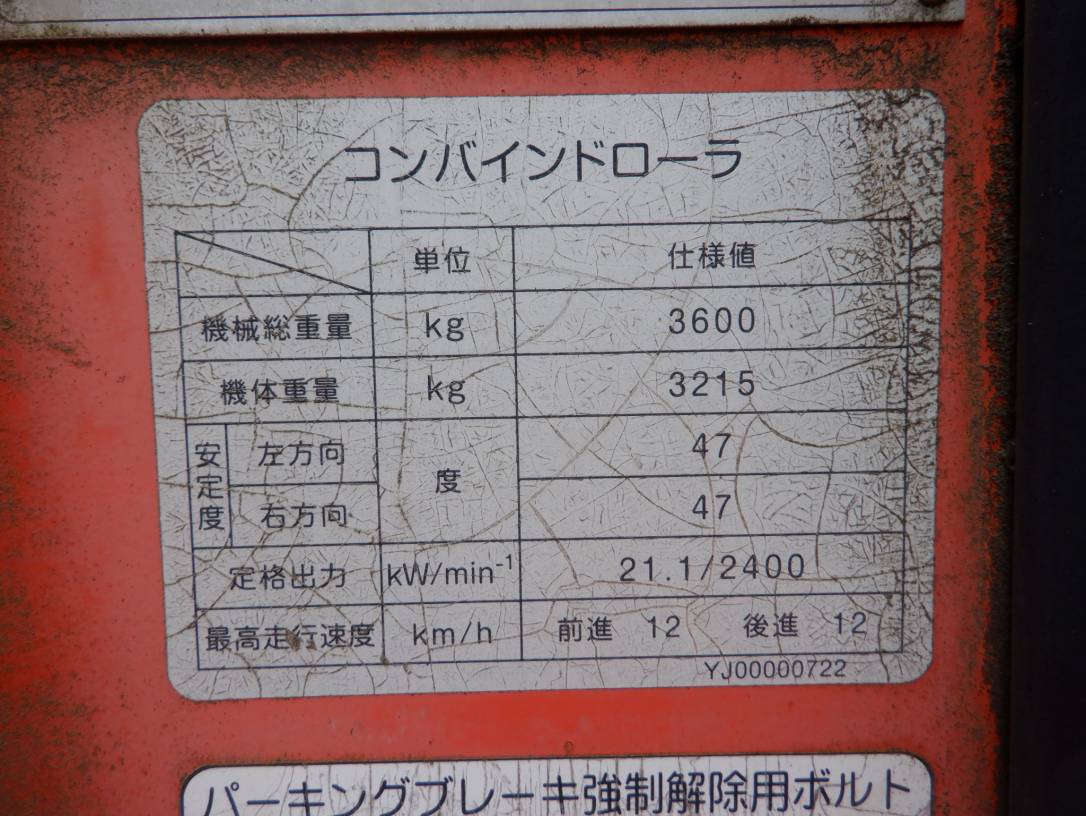 コンバインドローラ
単位 仕様値
機械総重量 kg 3600
機体重量 kg 3215
安定度 左方向 度 47
右方向 47
定格出力 kW/min-1 21.1/2400
最高走行速度 km/h 前進 12 後進 12
YJ00000722
パーキングブレーキ強制解除用ボルト